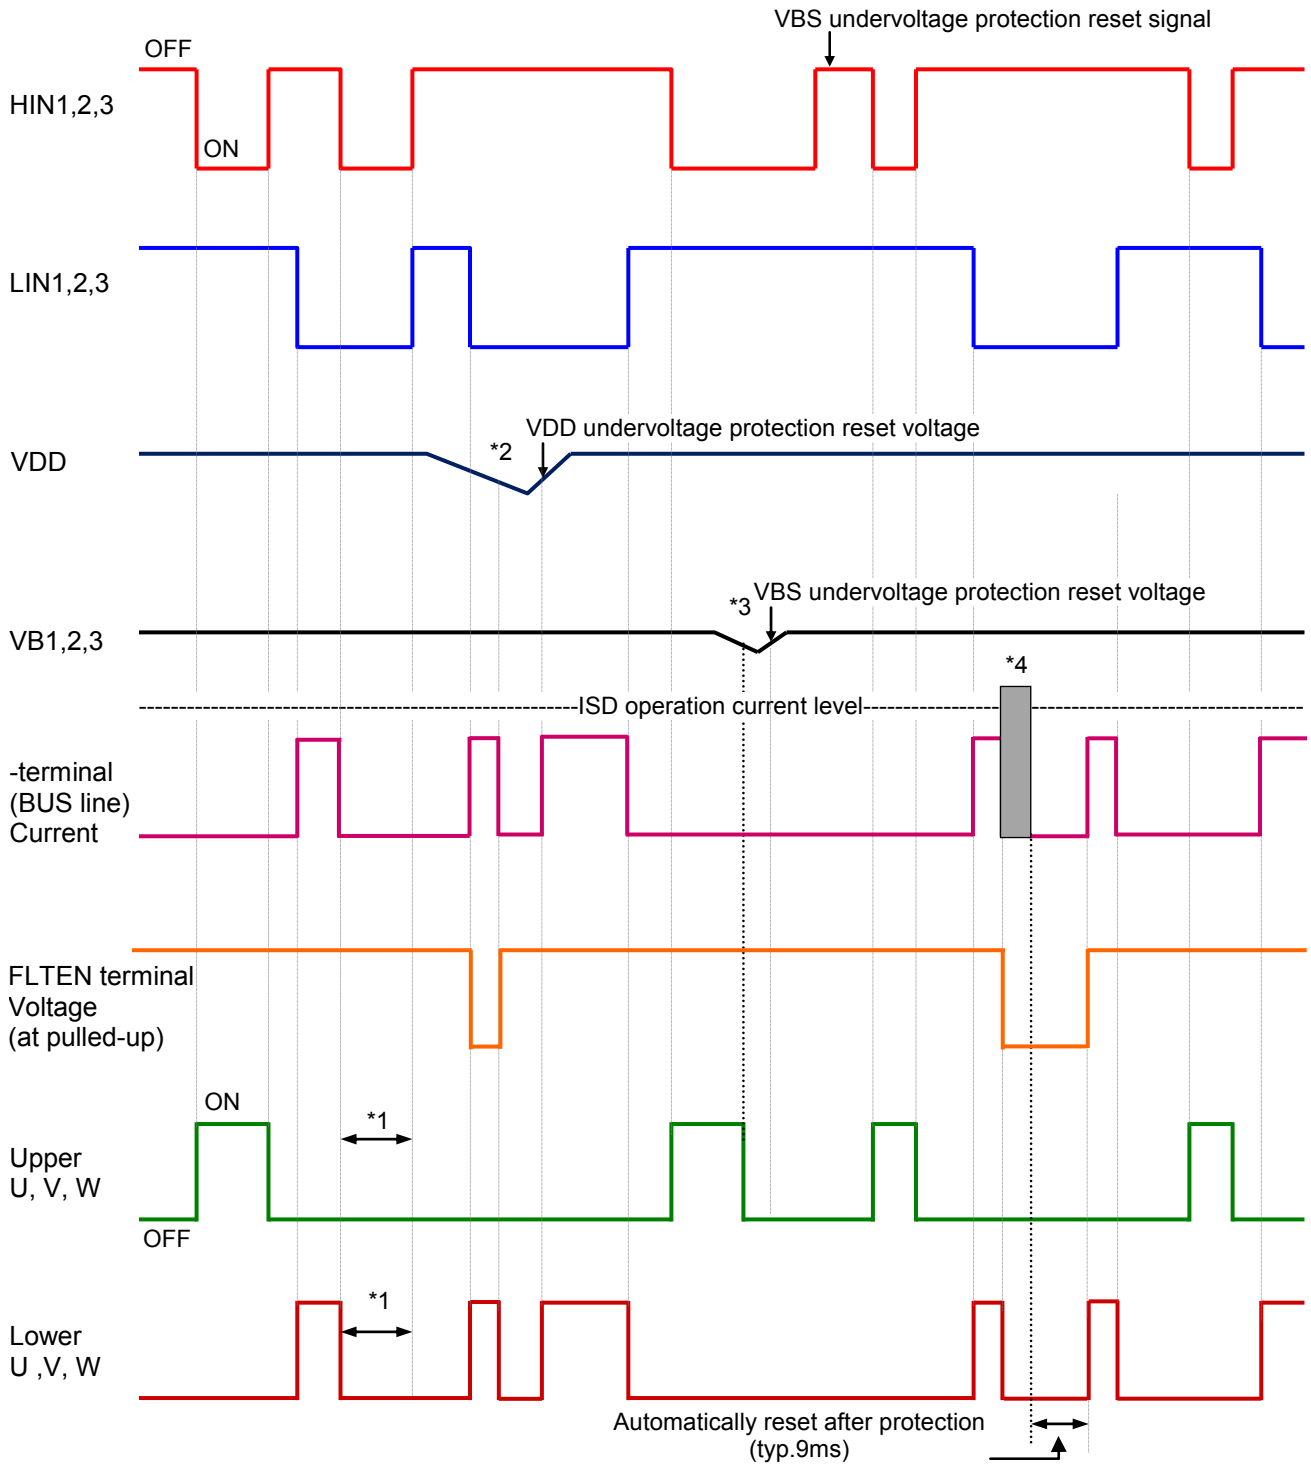 VBS undervoltage protection reset signal
OFF
HIN1,2,3
ON
LIN1,2,3
VDD undervoltage protection reset voltage
*2
VDD
VBS undervoltage protection reset voltage
*3
VB1,2,3
*4
ISD operation current level
-terminal
(BUS line)
Current
FLTEN terminal
Voltage
(at pulled-up)
ON
*1
Upper
U, V, W
OFF
*1
Lower
U ,V, W
Automatically reset after protection
(typ.9ms)